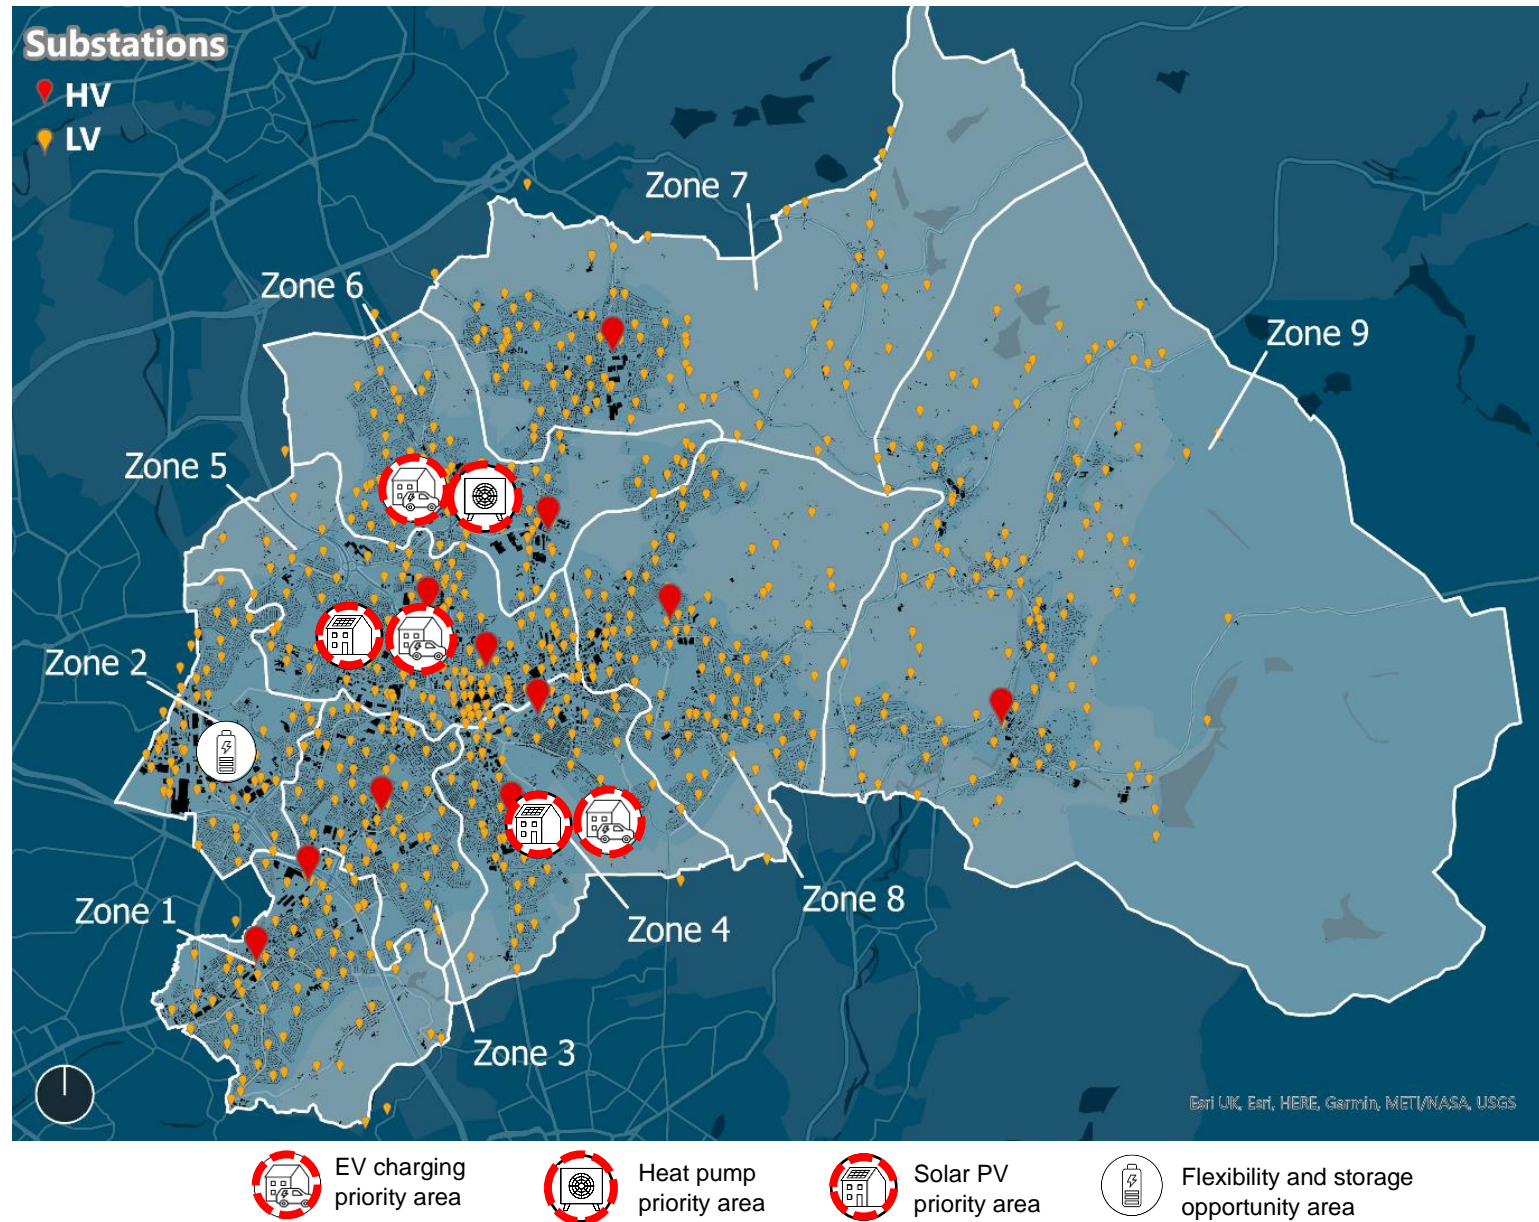 Substations
HV
LV
Zone 7
Zone 6
Zone 9
Zone 5
Zone 2
Zone 1
Zone 8
Zone 4
Zone 3
Esri UK, Esri, HERE, Garmin, METI/NASA, USGS
EV charging
priority area
Heat pump
priority area
Solar PV
priority area
Flexibility and storage
opportunity area